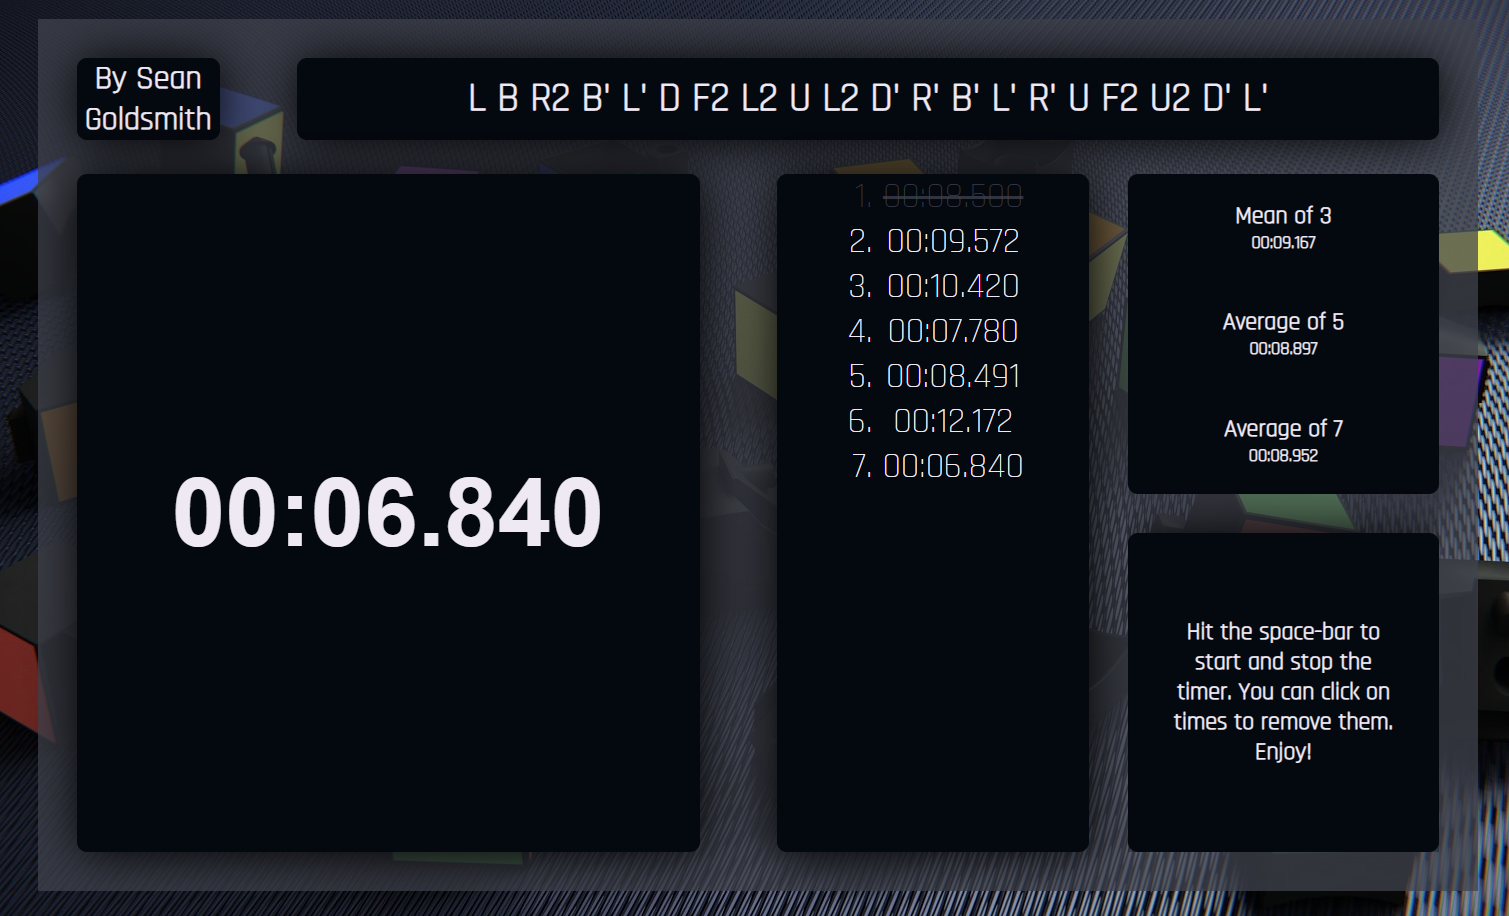 By Sean
Goldsmith
L B R2 B' L' D F2 L2 U L2 D' R' B' L' R' U F2 U2 D' L'
00:06.840
1. 00:08.500
2. 00:09.572
3. 00:10.420
4. 00:07.780
5. 00:08.491
6. 00:12.172
7. 00:06.840
Mean of 3
00:09.167
Average of 5
00:08.897
Average of 7
00:08.952
Hit the space-bar to
start and stop the
timer. You can click on
times to remove them.
Enjoy!